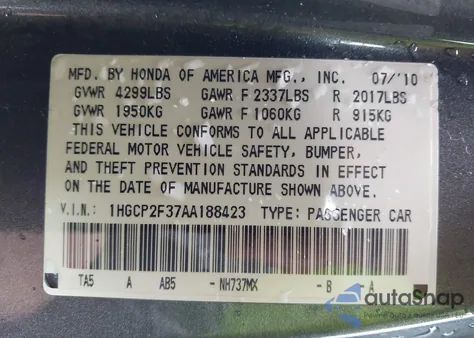 MFD. BY HONDA OF AMERICA MFG., INC. 07/'10
GVWR 4299LBS GAWR F 2337LBS R 2017LBS
GVWR 1950KG GAWR F 1060KG R 915KG
THIS VEHICLE CONFORMS TO ALL APPLICABLE
FEDERAL MOTOR VEHICLE SAFETY, BUMPER,
AND THEFT PREVENTION STANDARDS IN EFFECT
ON THE DATE OF MANUFACTURE SHOWN ABOVE.
V.I.N.: 1HGCP2F37AA188423 TYPE: PASSENGER CAR
TA5 A AB5 - NH737MX - B A
autoSnap